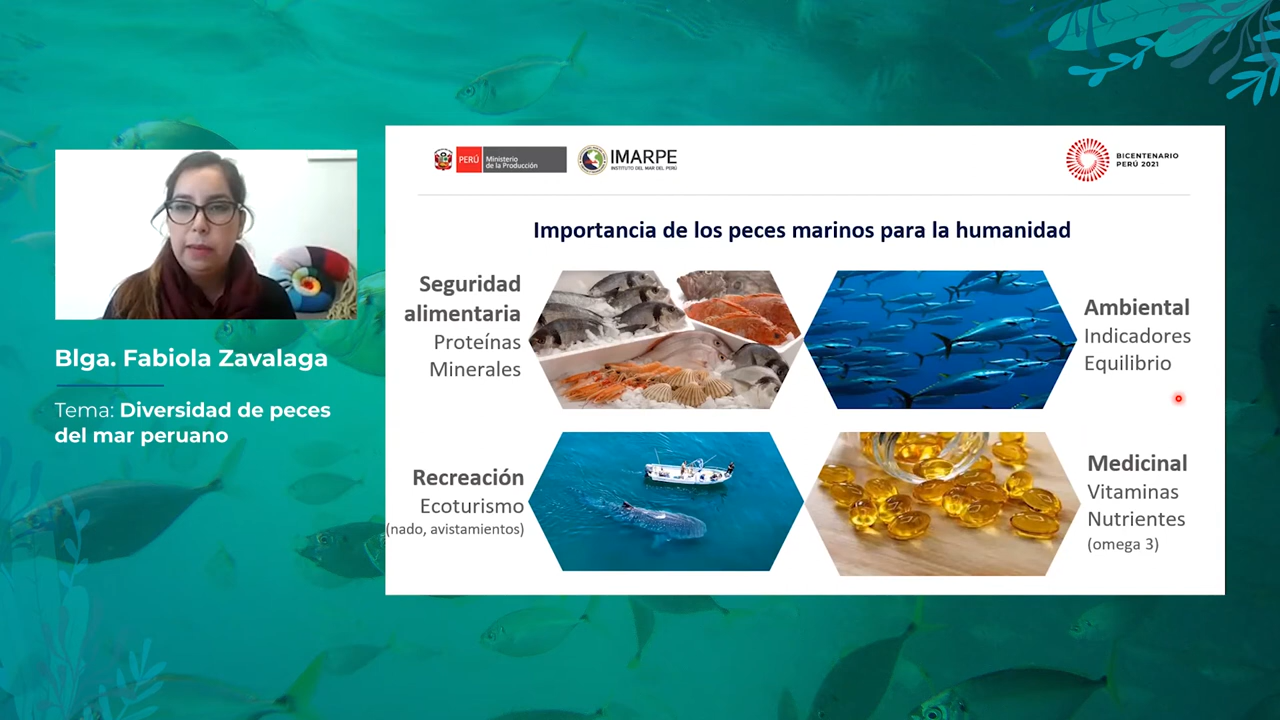 PERÚ
Ministerio
de la Producción
IMARPE
INSTITUTO DEL MAR DEL PERÚ
BICENTENARIO
PERÚ 2021
Importancia de los peces marinos para la humanidad
Seguridad
alimentaria
Proteínas
Minerales
Ambiental
Indicadores
Equilibrio
Recreación
Ecoturismo
(nado, avistamientos)
Medicinal
Vitaminas
Nutrientes
(omega 3)
Blga. Fabiola Zavalaga
Tema: Diversidad de peces
del mar peruano